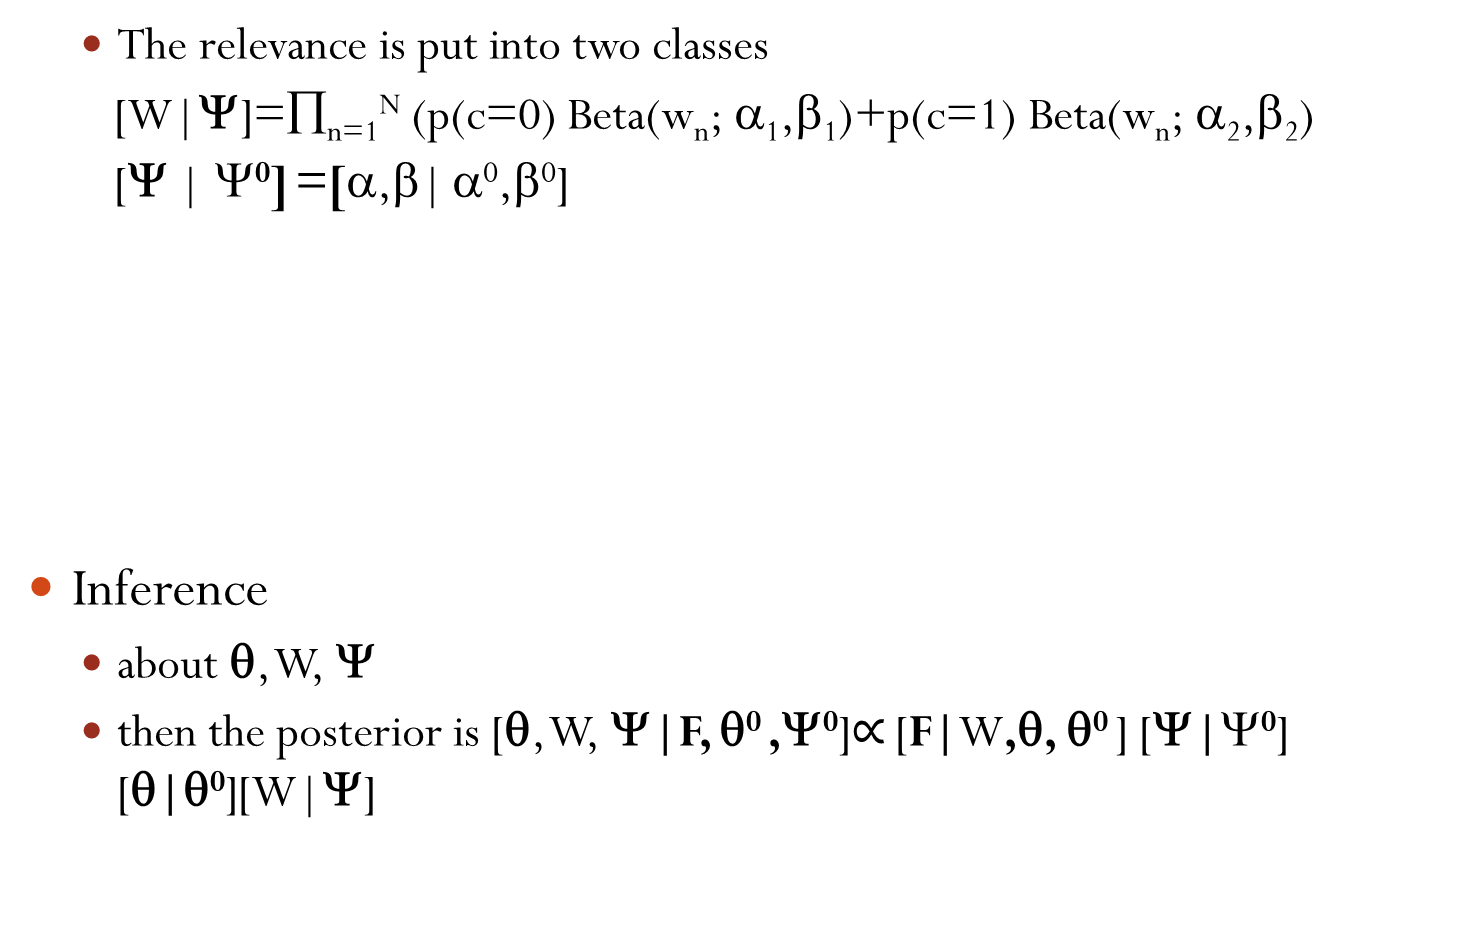 • The relevance is put into two classes
[W|Ψ]=∏ₙ₌₁ᴺ (p(c=0) Beta(wₙ; α₁,β₁)+p(c=1) Beta(wₙ; α₂,β₂)
[Ψ | Ψ⁰] =[α,β| α⁰,β⁰]
• Inference
• about θ, W, Ψ
• then the posterior is [θ, W, Ψ|F, θ⁰ ,Ψ⁰]∝ [F|W,θ, θ⁰ ] [Ψ|Ψ⁰]
[θ|θ⁰][W|Ψ]